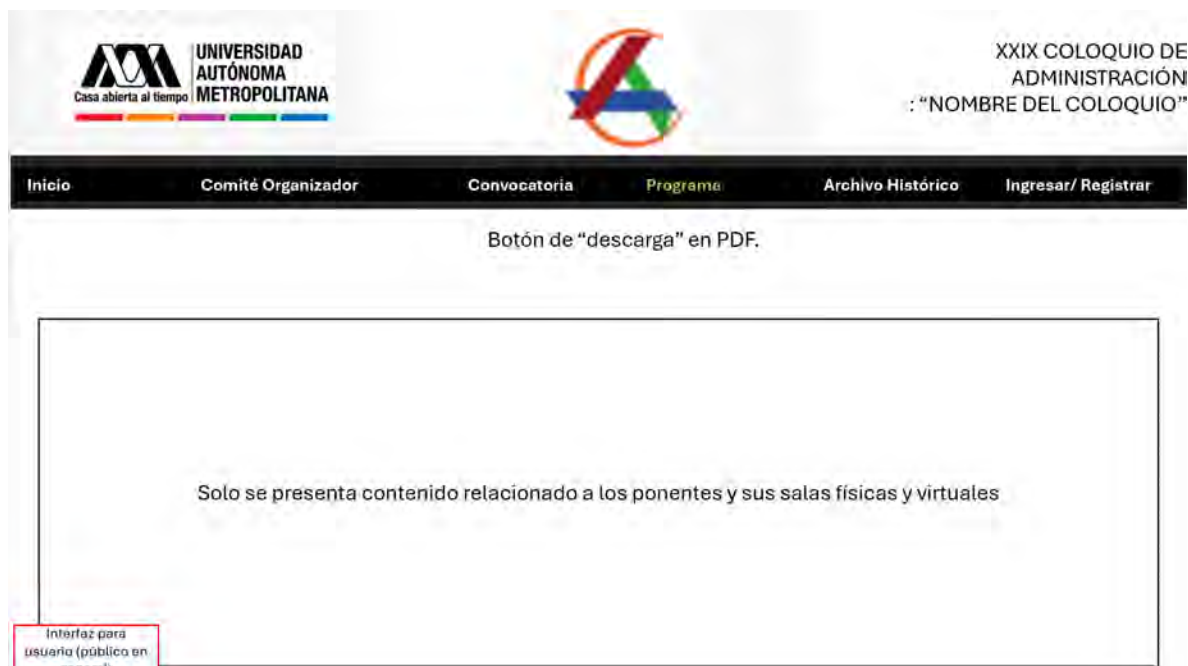 UNIVERSIDAD
AUTÓNOMA
METROPOLITANA
Casa abierta al tiempo
XXIX COLOQUIO DE
ADMINISTRACIÓN
: “NOMBRE DEL COLOQUIO”
Inicio Comité Organizador Convocatoria Programa Archivo Histórico Ingresar/ Registrar
Botón de “descarga” en PDF.
Solo se presenta contenido relacionado a los ponentes y sus salas físicas y virtuales
Interfaz para
usuario (público en